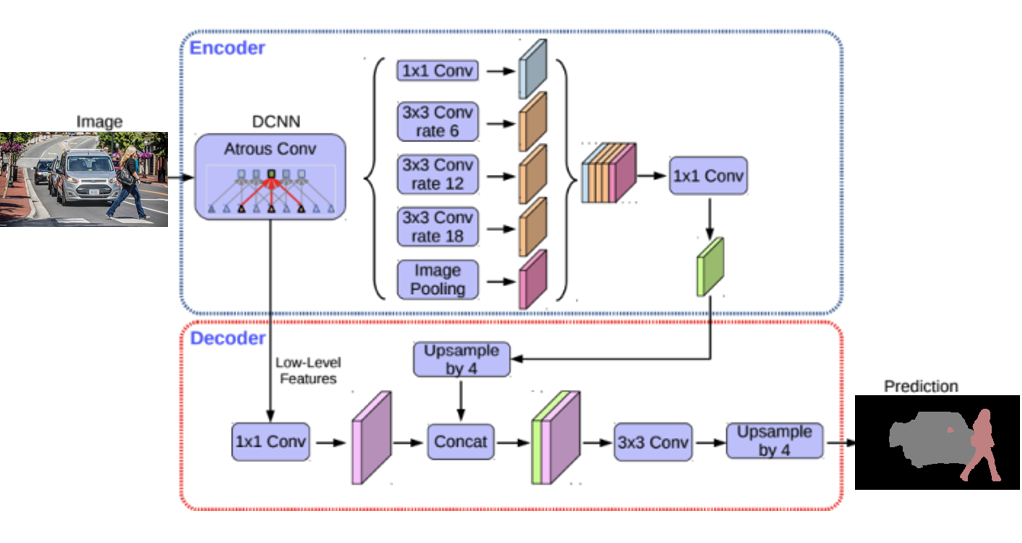 Encoder
Image
DCNN
Atrous Conv
1x1 Conv
3x3 Conv
rate 6
3x3 Conv
rate 12
3x3 Conv
rate 18
Image
Pooling
1x1 Conv
Decoder
Low-Level
Features
Upsample
by 4
1x1 Conv
Concat
3x3 Conv
Upsample
by 4
Prediction